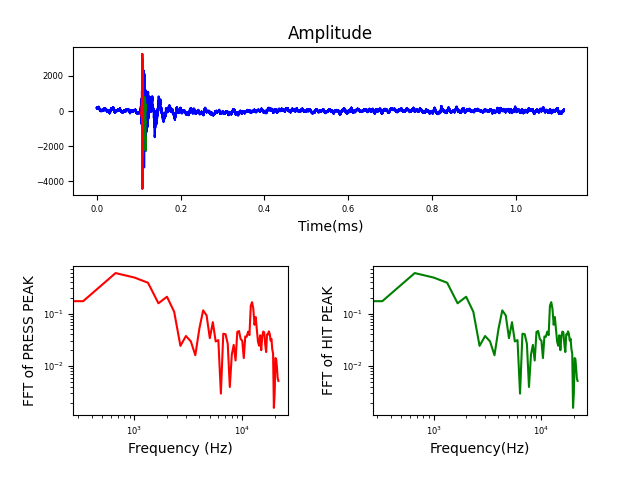 Amplitude
2000
0
−2000
−4000
0.0 0.2 0.4 0.6 0.8 1.0
Time(ms)
FFT of PRESS PEAK
10⁻¹
10⁻²
10³ 10⁴
Frequency (Hz)
FFT of HIT PEAK
10⁻¹
10⁻²
10³ 10⁴
Frequency(Hz)